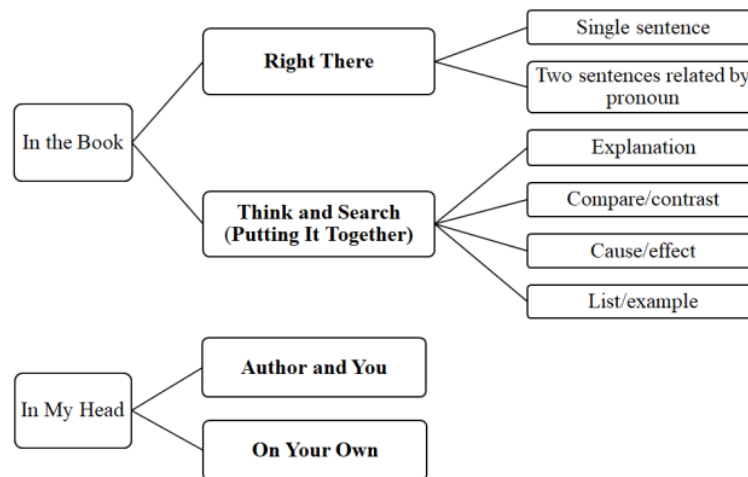 In the Book
Right There
Single sentence
Two sentences related by
pronoun
Think and Search
(Putting It Together)
Explanation
Compare/contrast
Cause/effect
List/example
In My Head
Author and You
On Your Own